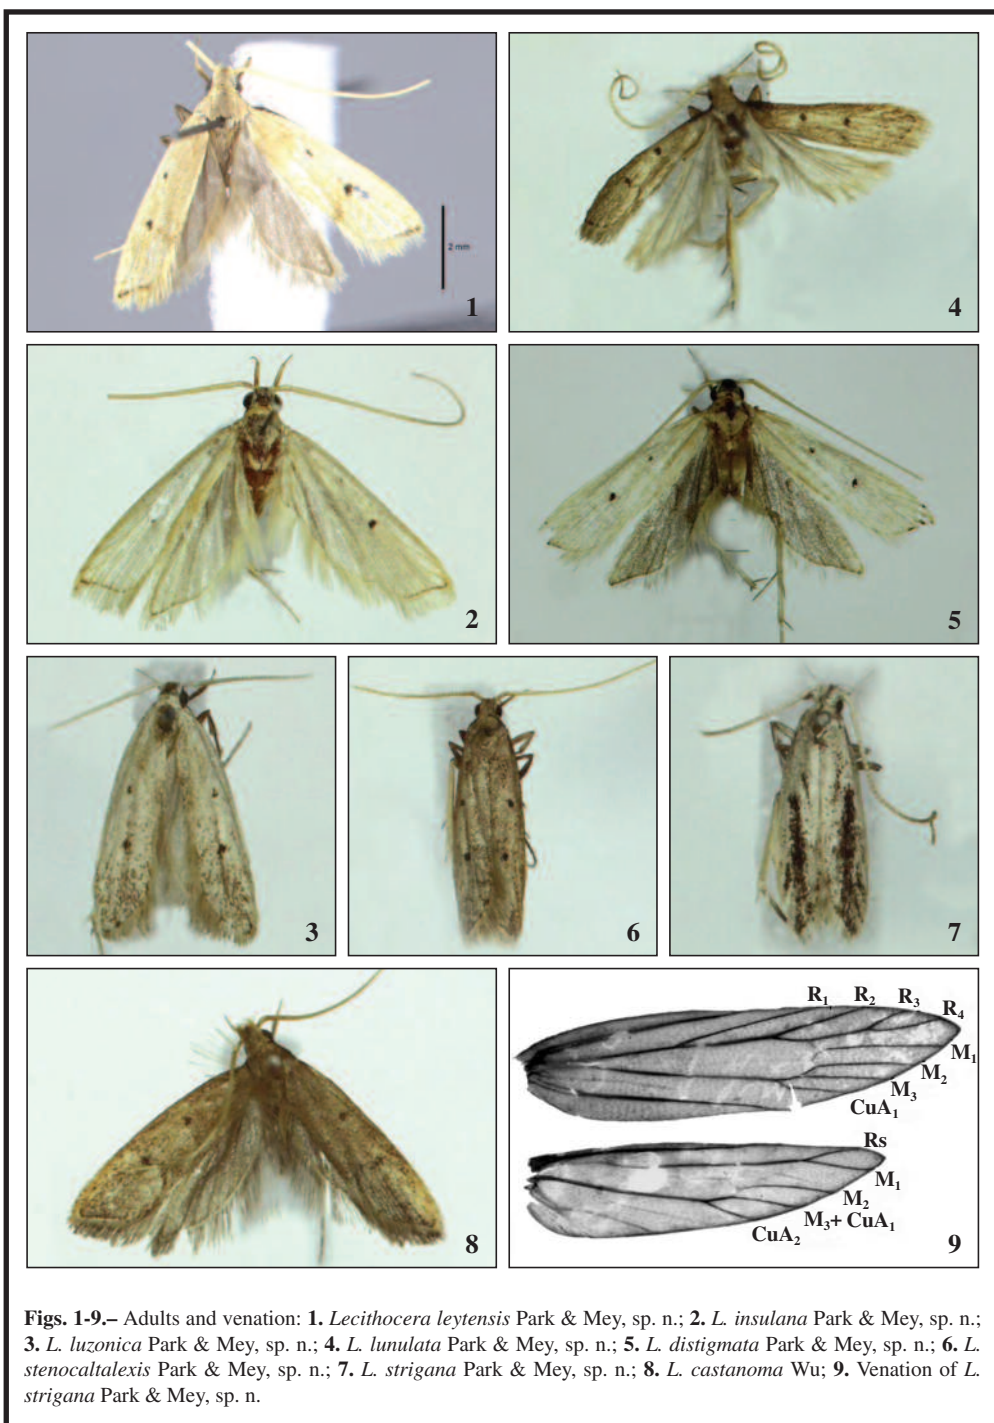 2 mm
1
4
2
5
3
6
7
8
R₁ R₂ R₃ R₄
M₁
M₂
M₃
CuA₁
Rs
M₁
M₂
M₃+ CuA₁
CuA₂
9
Figs. 1-9.– Adults and venation: 1. Lecithocera leytensis Park & Mey, sp. n.; 2. L. insulana Park & Mey, sp. n.;
3. L. luzonica Park & Mey, sp. n.; 4. L. lunulata Park & Mey, sp. n.; 5. L. distigmata Park & Mey, sp. n.; 6. L.
stenocaltalexis Park & Mey, sp. n.; 7. L. strigana Park & Mey, sp. n.; 8. L. castanoma Wu; 9. Venation of L.
strigana Park & Mey, sp. n.